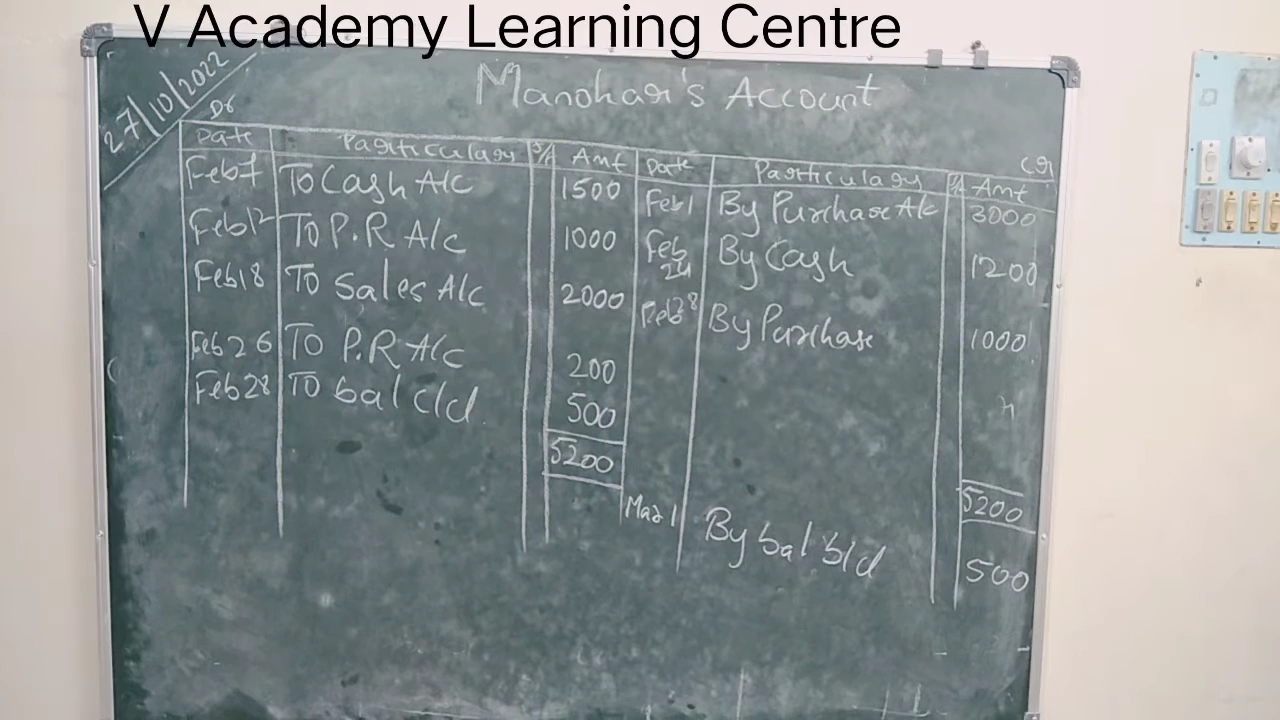 V Academy Learning Centre
27/10/2022
Manohar's Account
Dr
Cr
Date Particulars J/F Amt Date Particulars J/F Amt
Feb 7 To Cash A/c 1500 Feb 1 By Purchase A/c 3000
Feb 12 To P.R A/c 1000 Feb 24 By Cash 1200
Feb 18 To Sales A/c 2000 Feb 28 By Purchase 1000
Feb 26 To P.R A/c 200
Feb 28 To bal c/d 500
5200 5200
Mar 1 By bal b/d 500